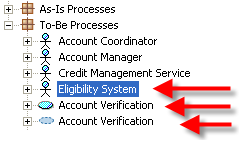 As-Is Processes
To-Be Processes
Account Coordinator
Account Manager
Credit Management Service
Eligibility System
Account Verification
Account Verification